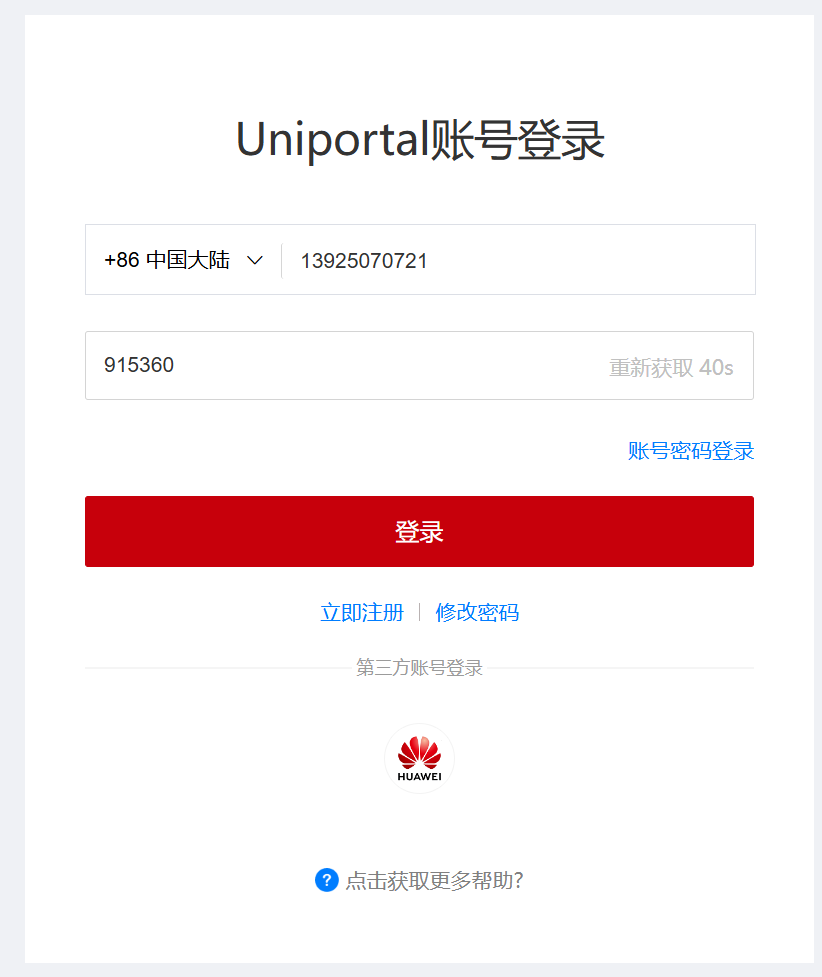 Uniportal账号登录
+86 中国大陆 13925070721
915360 重新获取 40s
账号密码登录
登录
立即注册 | 修改密码
第三方账号登录
HUAWEI
? 点击获取更多帮助?